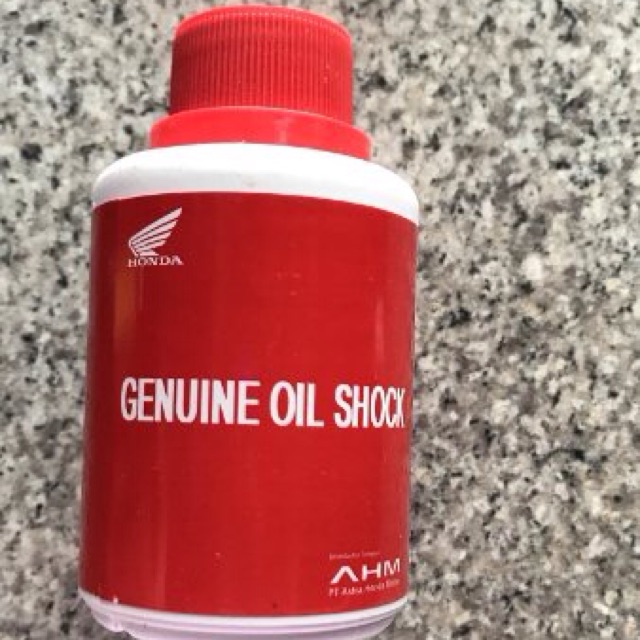 HONDA
GENUINE OIL SHOCK
AHM
PT Astra Honda Motor